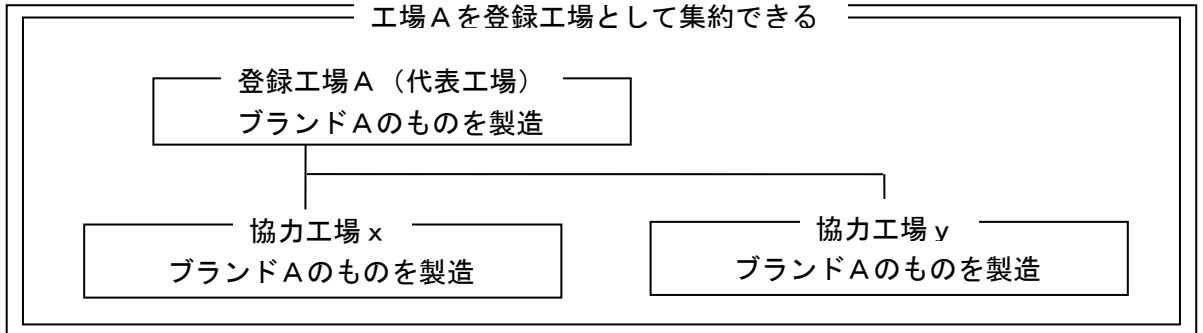 工場Ａを登録工場として集約できる
登録工場Ａ（代表工場）
ブランドＡのものを製造
協力工場ｘ
ブランドＡのものを製造
協力工場ｙ
ブランドＡのものを製造